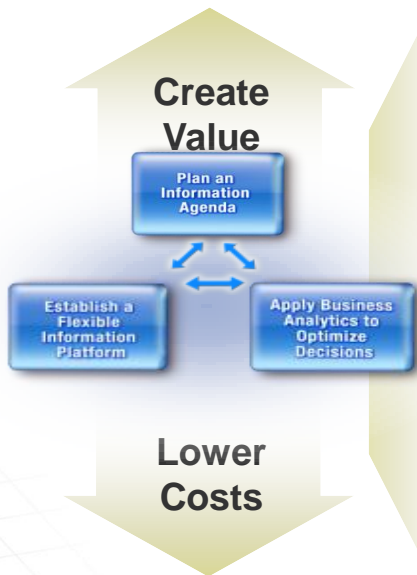 Create
Value
Plan an
Information
Agenda
Establish a
Flexible
Information
Platform
Apply Business
Analytics to
Optimize
Decisions
Lower
Costs